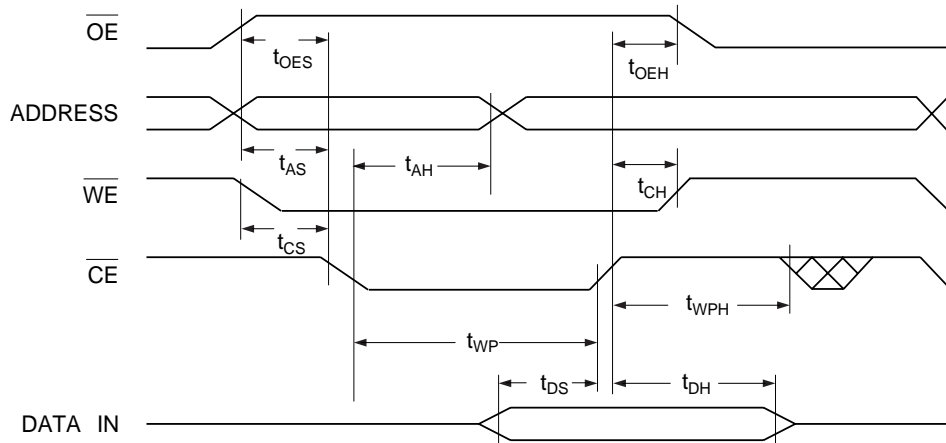 OE
tOES
tOEH
ADDRESS
tAS
tAH
WE
tCH
tCS
CE
tWPH
tWP
tDS
tDH
DATA IN